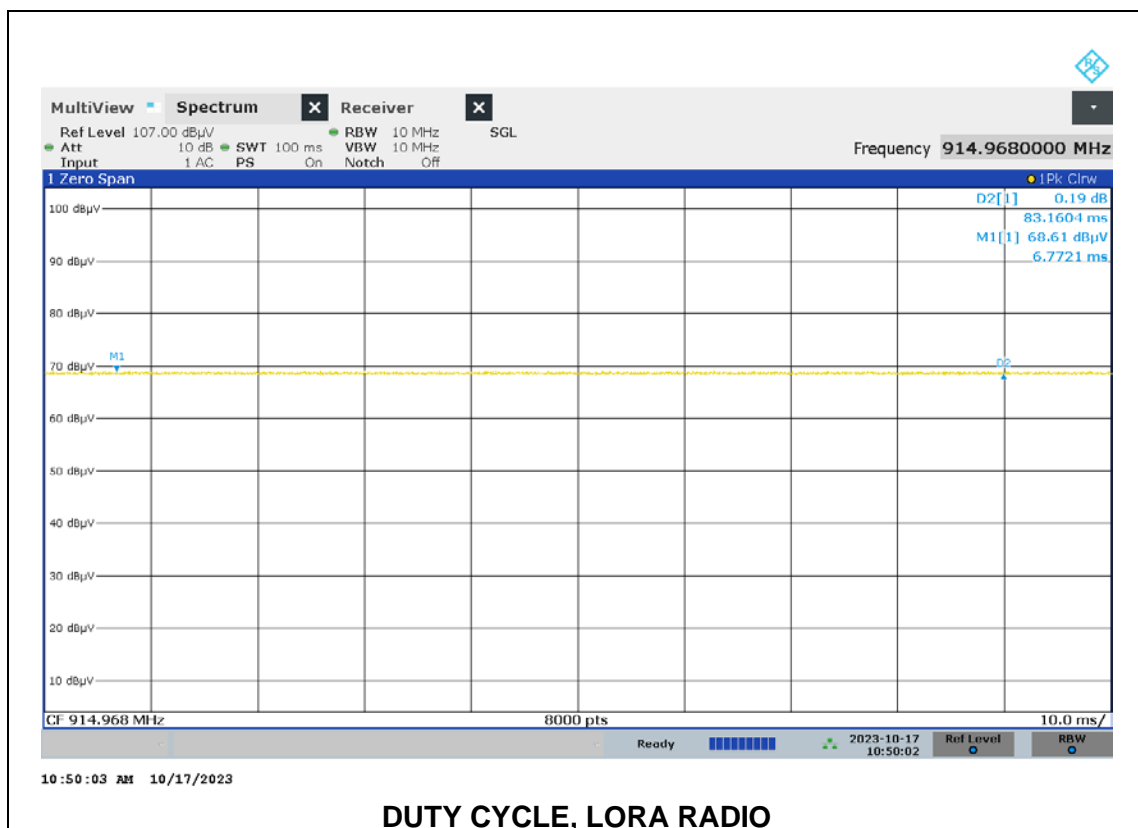 R&S
MultiView Spectrum X Receiver X
Ref Level 107.00 dBµV RBW 10 MHz SGL
Att 10 dB SWT 100 ms VBW 10 MHz Frequency 914.9680000 MHz
Input 1 AC PS On Notch Off
1 Zero Span 1Pk Clrw
D2[1] 0.19 dB
100 dBµV
83.1604 ms
M1[1] 68.61 dBµV
90 dBµV 6.7721 ms
80 dBµV
M1 D2
70 dBµV
60 dBµV
50 dBµV
40 dBµV
30 dBµV
20 dBµV
10 dBµV
CF 914.968 MHz 8000 pts 10.0 ms/
Ready 2023-10-17 Ref Level RBW
10:50:02
10:50:03 AM 10/17/2023
DUTY CYCLE, LORA RADIO